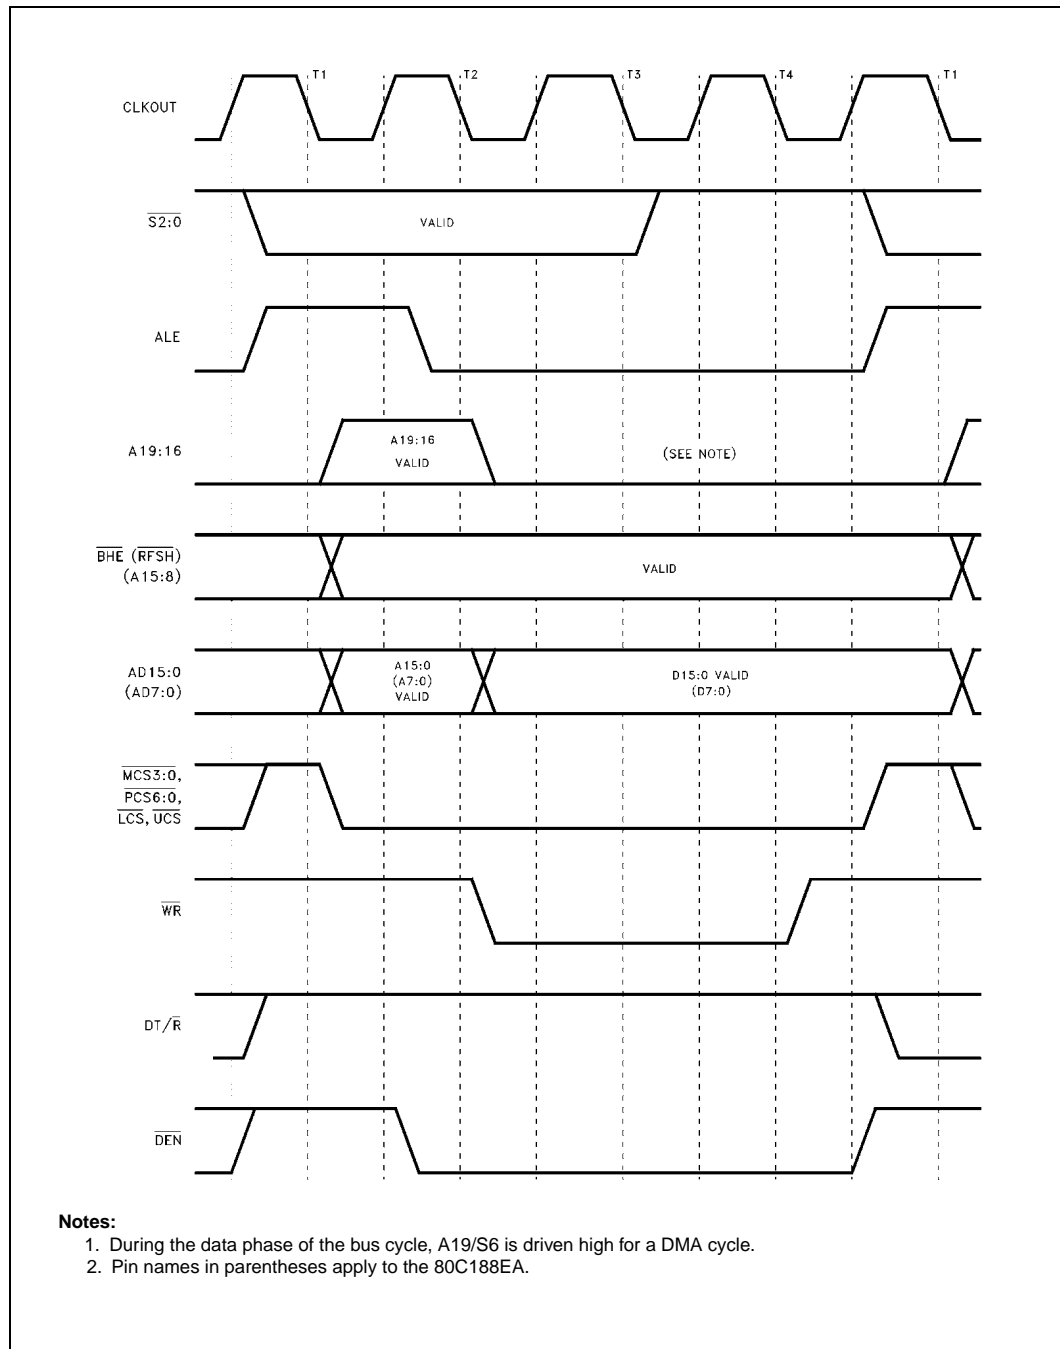 T1 T2 T3 T4 T1
CLKOUT
S2:0
VALID
ALE
A19:16
A19:16
VALID
(SEE NOTE)
BHE (RFSH)
(A15:8)
VALID
AD15:0
(AD7:0)
A15:0
(A7:0)
VALID
D15:0 VALID
(D7:0)
MCS3:0,
PCS6:0,
LCS, UCS
WR
DT/R
DEN
Notes:
1. During the data phase of the bus cycle, A19/S6 is driven high for a DMA cycle.
2. Pin names in parentheses apply to the 80C188EA.